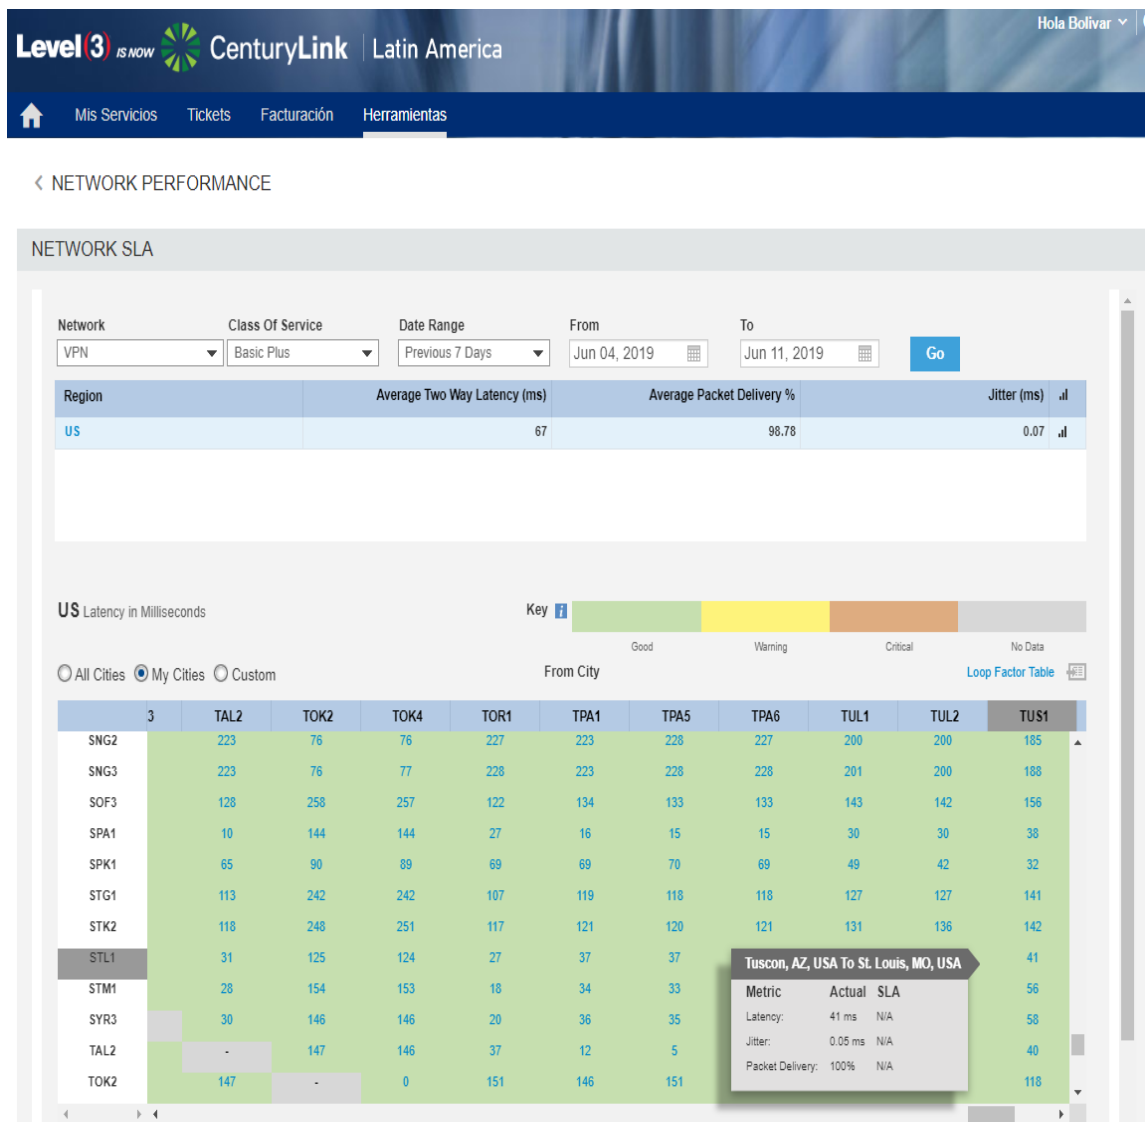 Level(3) IS NOW CenturyLink Latin America
Hola Bolivar
Mis Servicios Tickets Facturación Herramientas
NETWORK PERFORMANCE
NETWORK SLA
Network Class Of Service Date Range From To
VPN Basic Plus Previous 7 Days Jun 04, 2019 Jun 11, 2019 Go
Region Average Two Way Latency (ms) Average Packet Delivery % Jitter (ms)
US 67 98.78 0.07
US Latency in Milliseconds Key i
Good Warning Critical No Data
All Cities My Cities Custom From City Loop Factor Table
3 TAL2 TOK2 TOK4 TOR1 TPA1 TPA5 TPA6 TUL1 TUL2 TUS1
SNG2 223 76 76 227 223 228 227 200 200 185
SNG3 223 76 77 228 223 228 228 201 200 188
SOF3 128 258 257 122 134 133 133 143 142 156
SPA1 10 144 144 27 16 15 15 30 30 38
SPK1 65 90 89 69 69 70 69 49 42 32
STG1 113 242 242 107 119 118 118 127 127 141
STK2 118 248 251 117 121 120 121 131 136 142
STL1 31 125 124 27 37 37 41
STM1 28 154 153 18 34 33 56
SYR3 30 146 146 20 36 35 58
TAL2 - 147 146 37 12 5 40
TOK2 147 - 0 151 146 151 118
Tuscon, AZ, USA To St. Louis, MO, USA
Metric Actual SLA
Latency: 41 ms N/A
Jitter: 0.05 ms N/A
Packet Delivery: 100% N/A